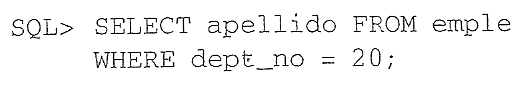 SQL> SELECT apellido FROM emple
WHERE dept_no = 20;